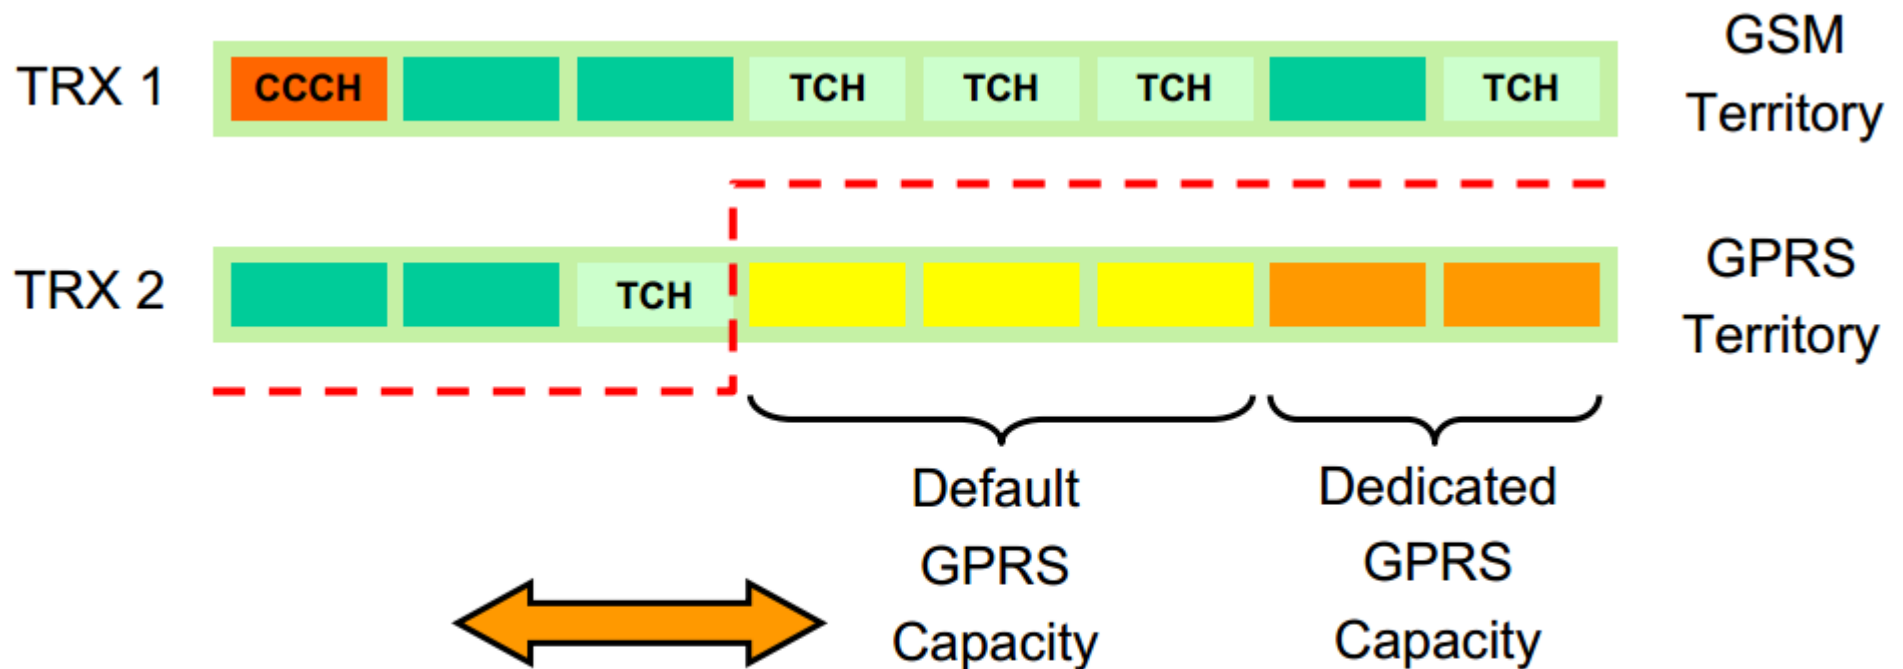 TRX 1
CCCH
TCH
TCH
TCH
TCH
GSM
Territory
TRX 2
TCH
GPRS
Territory
Default
GPRS
Capacity
Dedicated
GPRS
Capacity